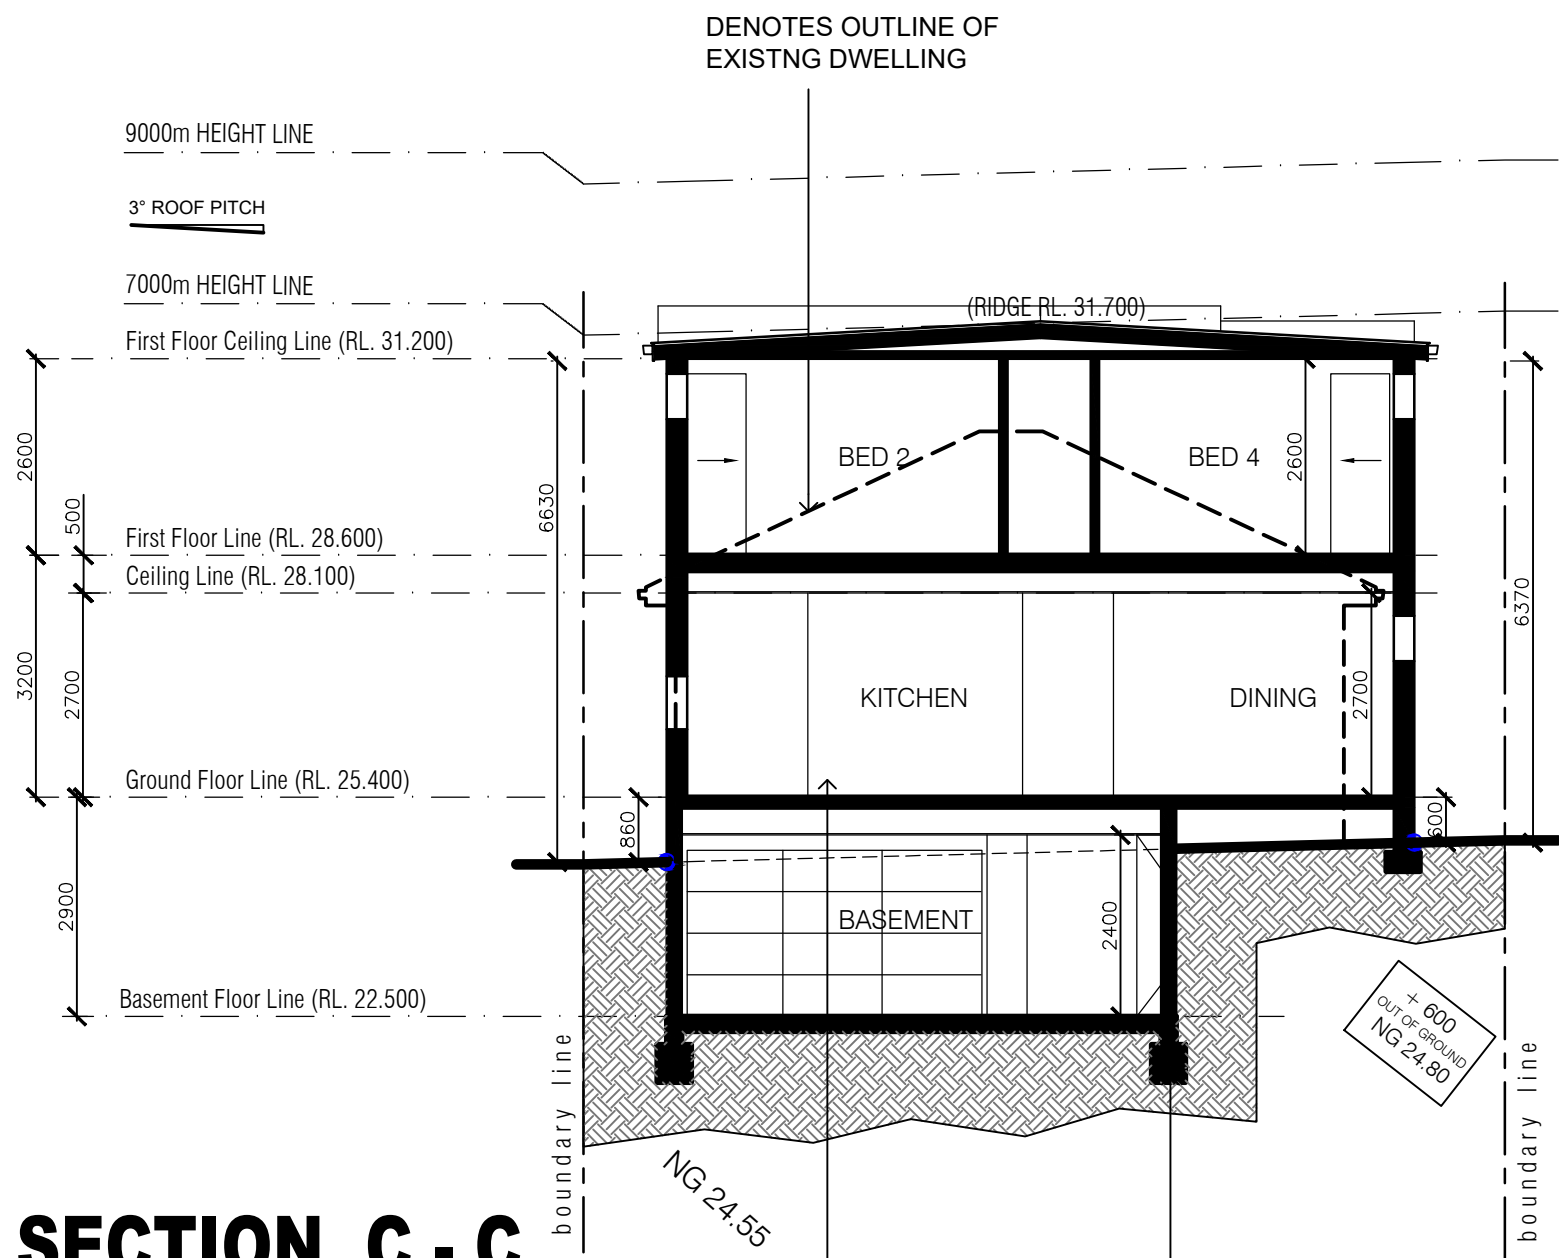 DENOTES OUTLINE OF
EXISTNG DWELLING
9000m HEIGHT LINE
3° ROOF PITCH
7000m HEIGHT LINE
(RIDGE RL. 31.700)
First Floor Ceiling Line (RL. 31.200)
2600
500
6630
BED 2
BED 4
2600
6370
First Floor Line (RL. 28.600)
Ceiling Line (RL. 28.100)
3200
2700
KITCHEN
DINING
2700
Ground Floor Line (RL. 25.400)
860
600
2900
BASEMENT
2400
Basement Floor Line (RL. 22.500)
+ 600
OUT OF GROUND
NG 24.80
boundary line
boundary line
NG 24.55
SECTION C - C